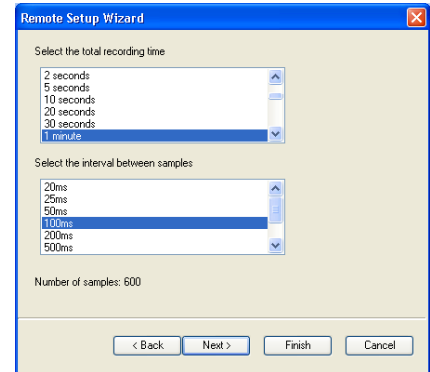 Remote Setup Wizard
Select the total recording time
2 seconds
5 seconds
10 seconds
20 seconds
30 seconds
1 minute
Select the interval between samples
20ms
25ms
50ms
100ms
200ms
500ms
Number of samples: 600
< Back Next > Finish Cancel